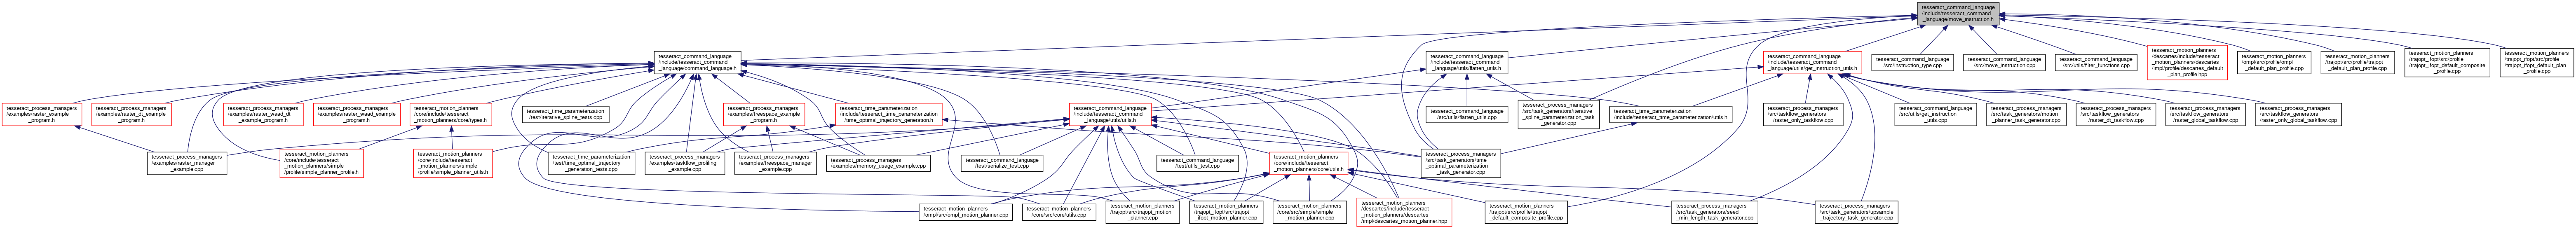 tesseract_command_language
/include/tesseract_command
_language/move_instruction.h
tesseract_command_language
/include/tesseract_command
_language/command_language.h
tesseract_command_language
/include/tesseract_command
_language/utils/flatten_utils.h
tesseract_command_language
/include/tesseract_command
_language/utils/get_instruction_utils.h
tesseract_command_language
/src/instruction_type.cpp
tesseract_command_language
/src/move_instruction.cpp
tesseract_command_language
/src/utils/filter_functions.cpp
tesseract_motion_planners
/descartes/include/tesseract
_motion_planners/descartes
/impl/profile/descartes_default
_plan_profile.hpp
tesseract_motion_planners
/ompl/src/profile/ompl
_default_plan_profile.cpp
tesseract_motion_planners
/trajopt/src/profile/trajopt
_default_plan_profile.cpp
tesseract_motion_planners
/trajopt_ifopt/src/profile
/trajopt_ifopt_default_composite
_profile.cpp
tesseract_motion_planners
/trajopt_ifopt/src/profile
/trajopt_ifopt_default_plan
_profile.cpp
tesseract_process_managers
/examples/raster_example
_program.h
tesseract_process_managers
/examples/raster_dt_example
_program.h
tesseract_process_managers
/examples/raster_waad_dt
_example_program.h
tesseract_process_managers
/examples/raster_waad_example
_program.h
tesseract_motion_planners
/core/include/tesseract
_motion_planners/core/types.h
tesseract_time_parameterization
/test/iterative_spline_tests.cpp
tesseract_process_managers
/examples/freespace_example
_program.h
tesseract_time_parameterization
/include/tesseract_time_parameterization
/time_optimal_trajectory_generation.h
tesseract_command_language
/include/tesseract_command
_language/utils/utils.h
tesseract_command_language
/src/utils/flatten_utils.cpp
tesseract_process_managers
/src/task_generators/iterative
_spline_parameterization_task
_generator.cpp
tesseract_time_parameterization
/include/tesseract_time_parameterization/utils.h
tesseract_process_managers
/raster_only_taskflow.cpp
tesseract_command_language
/src/utils/get_instruction
_utils.cpp
tesseract_process_managers
/src/task_generators/motion
_planner_task_generator.cpp
tesseract_process_managers
/src/taskflow_generators
/raster_dt_taskflow.cpp
tesseract_process_managers
/src/taskflow_generators
/raster_global_taskflow.cpp
tesseract_process_managers
/src/taskflow_generators
/raster_only_global_taskflow.cpp
tesseract_process_managers
/examples/raster_manager
_example.cpp
tesseract_motion_planners
/core/include/tesseract
_motion_planners/simple
/profile/simple_planner_profile.h
tesseract_motion_planners
/core/include/tesseract
_motion_planners/simple
/profile/simple_planner_utils.h
tesseract_time_parameterization
/test/time_optimal_trajectory
_generation_tests.cpp
tesseract_process_managers
/examples/taskflow_profiling
_example.cpp
tesseract_process_managers
/examples/freespace_manager
_example.cpp
tesseract_process_managers
/examples/memory_usage_example.cpp
tesseract_command_language
/test/serialize_test.cpp
tesseract_command_language
/test/utils_test.cpp
tesseract_motion_planners
/core/include/tesseract
_motion_planners/core/utils.h
tesseract_process_managers
/src/task_generators/time
_optimal_parameterization
_task_generator.cpp
tesseract_motion_planners
/ompl/src/ompl_motion_planner.cpp
tesseract_motion_planners
/core/src/core/utils.cpp
tesseract_motion_planners
/trajopt/src/trajopt_motion
_planner.cpp
tesseract_motion_planners
/trajopt_ifopt/src/trajopt
_ifopt_motion_planner.cpp
tesseract_motion_planners
/core/src/simple/simple
_motion_planner.cpp
tesseract_motion_planners
/descartes/include/tesseract
_motion_planners/descartes
/impl/descartes_motion_planner.hpp
tesseract_motion_planners
/trajopt/src/profile/trajopt
_default_composite_profile.cpp
tesseract_process_managers
/src/task_generators/seed
_min_length_task_generator.cpp
tesseract_process_managers
/src/task_generators/upsample
_trajectory_task_generator.cpp